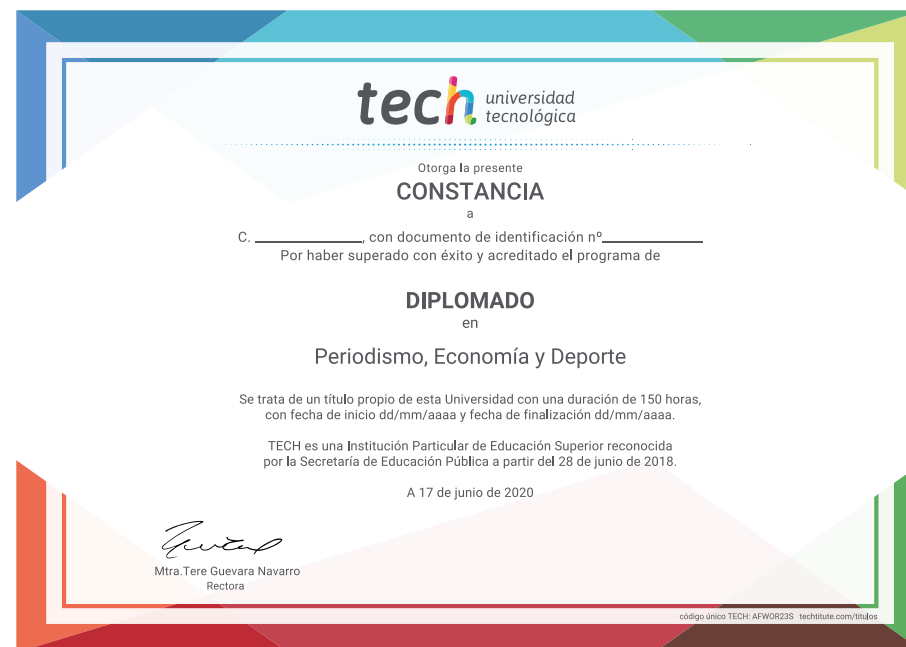 tech universidad
tecnológica
Otorga la presente
CONSTANCIA
a
C. ______________, con documento de identificación nº_____________
Por haber superado con éxito y acreditado el programa de
DIPLOMADO
en
Periodismo, Economía y Deporte
Se trata de un título propio de esta Universidad con una duración de 150 horas,
con fecha de inicio dd/mm/aaaa y fecha de finalización dd/mm/aaaa.
TECH es una Institución Particular de Educación Superior reconocida
por la Secretaría de Educación Pública a partir del 28 de junio de 2018.
A 17 de junio de 2020
Mtra.Tere Guevara Navarro
Rectora
código único TECH: AFWOR23S techtitute.com/titulos